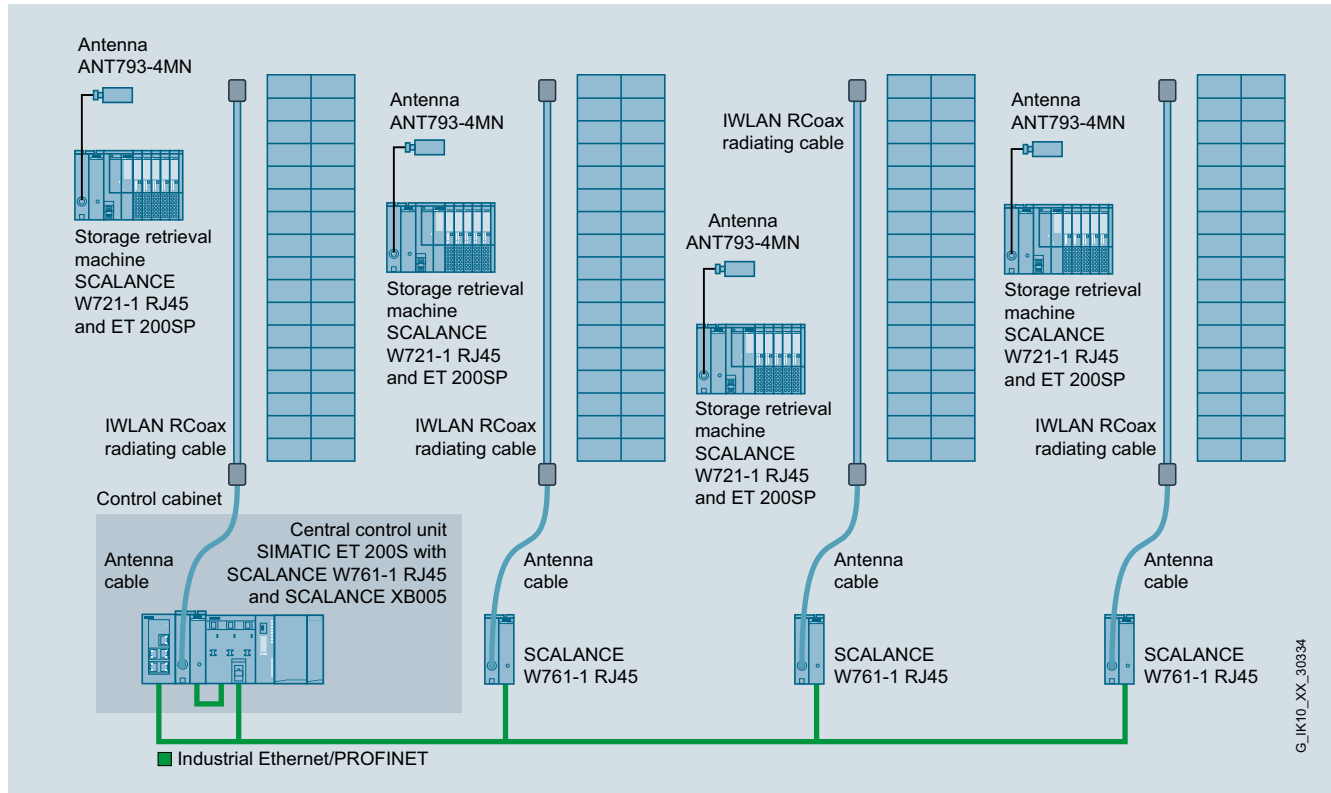 Antenna
ANT793-4MN
Storage retrieval
machine
SCALANCE
W721-1 RJ45
and ET 200SP
IWLAN RCoax
radiating cable
Antenna
ANT793-4MN
Storage retrieval
machine
SCALANCE
W721-1 RJ45
and ET 200SP
IWLAN RCoax
radiating cable
IWLAN RCoax
radiating cable
Antenna
ANT793-4MN
Storage retrieval
machine
SCALANCE
W721-1 RJ45
and ET 200SP
Antenna
ANT793-4MN
Storage retrieval
machine
SCALANCE
W721-1 RJ45
and ET 200SP
IWLAN RCoax
radiating cable
Control cabinet
Central control unit
SIMATIC ET 200S with
SCALANCE W761-1 RJ45
and SCALANCE XB005
Antenna
cable
Antenna
cable
SCALANCE
W761-1 RJ45
Antenna
cable
SCALANCE
W761-1 RJ45
Antenna
cable
SCALANCE
W761-1 RJ45
Industrial Ethernet/PROFINET
G_IK10_XX_30334